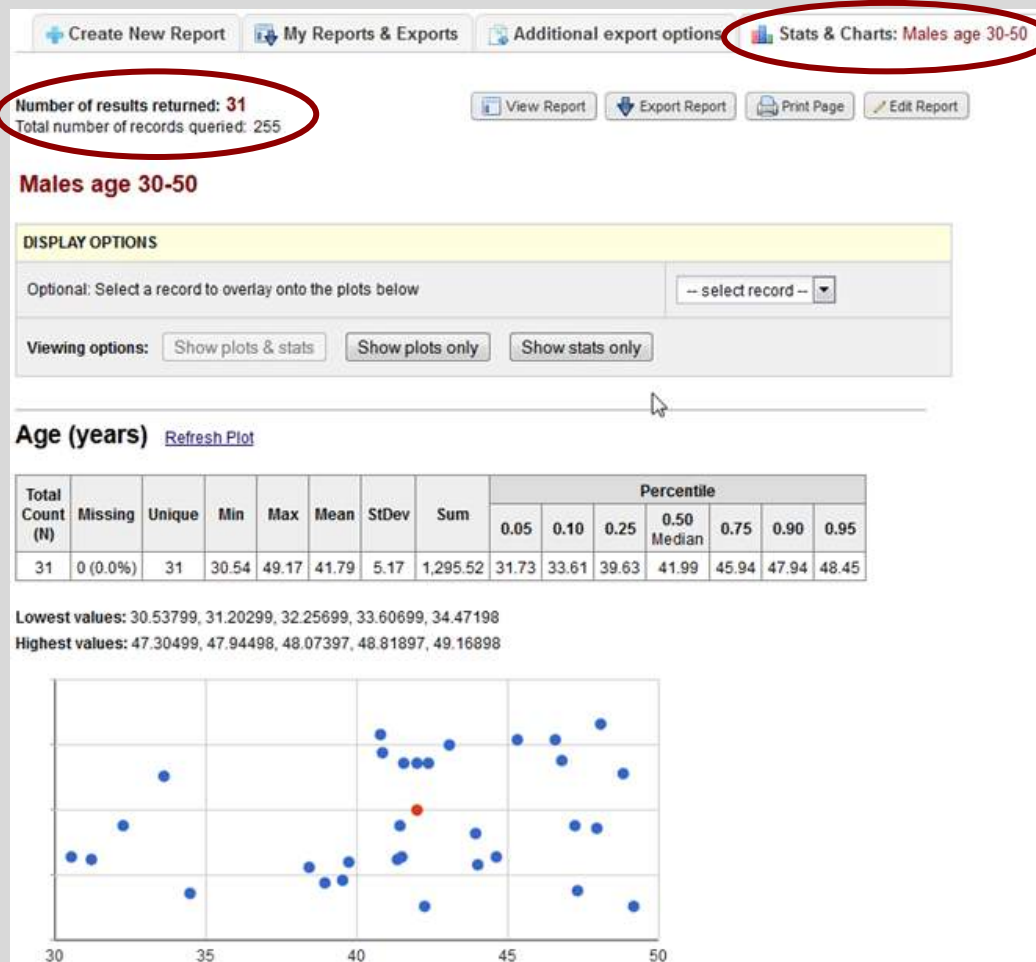 Create New Report My Reports & Exports Additional export options Stats & Charts: Males age 30-50
Number of results returned: 31
Total number of records queried: 255
View Report Export Report Print Page Edit Report
Males age 30-50
DISPLAY OPTIONS
Optional: Select a record to overlay onto the plots below -- select record --
Viewing options: Show plots & stats Show plots only Show stats only
Age (years) Refresh Plot
Total Count (N) Missing Unique Min Max Mean StDev Sum Percentile
0.05 0.10 0.25 0.50 Median 0.75 0.90 0.95
31 0 (0.0%) 31 30.54 49.17 41.79 5.17 1,295.52 31.73 33.61 39.63 41.99 45.94 47.94 48.45
Lowest values: 30.53799, 31.20299, 32.25699, 33.60699, 34.47198
Highest values: 47.30499, 47.94498, 48.07397, 48.81897, 49.16898
30 35 40 45 50